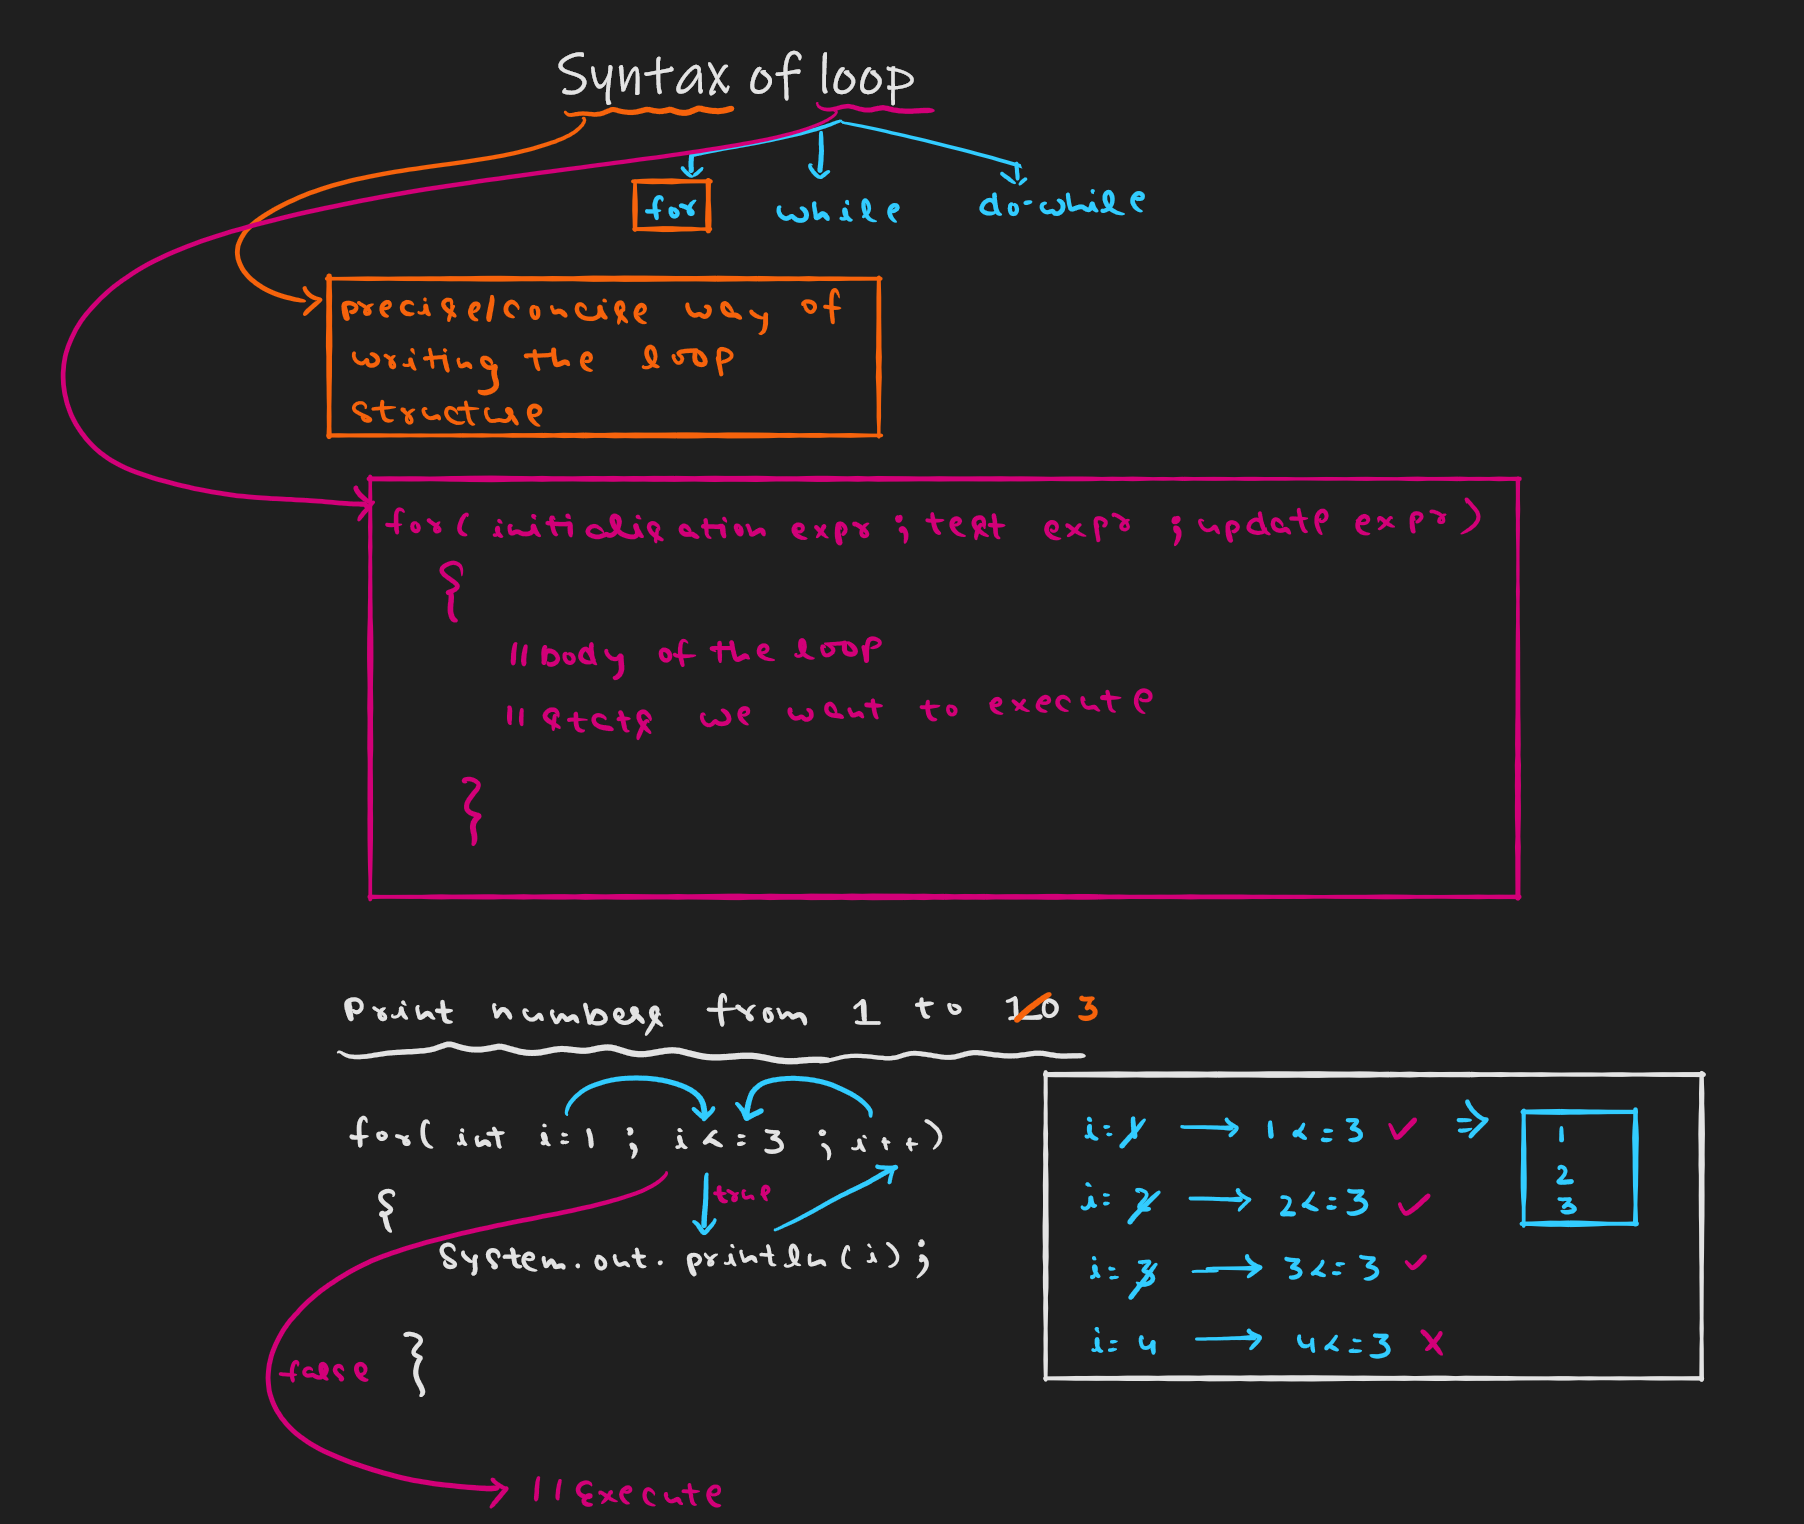 Syntax of loop
for while do-while
precise/concise way of
writing the loop
structure
for( initialisation expr ; test expr ; update expr )
{
//body of the loop
//stats we want to execute
}
Print numbers from 1 to 10 3
for( int i=1 ; i<=3 ; i++)
{
true
System.out.println(i);
false }
//Execute
i=1 → 1<=3 ✓ ⇒ 1
i=2 → 2<=3 ✓ 2
i=3 → 3<=3 ✓ 3
i=4 → 4<=3 X